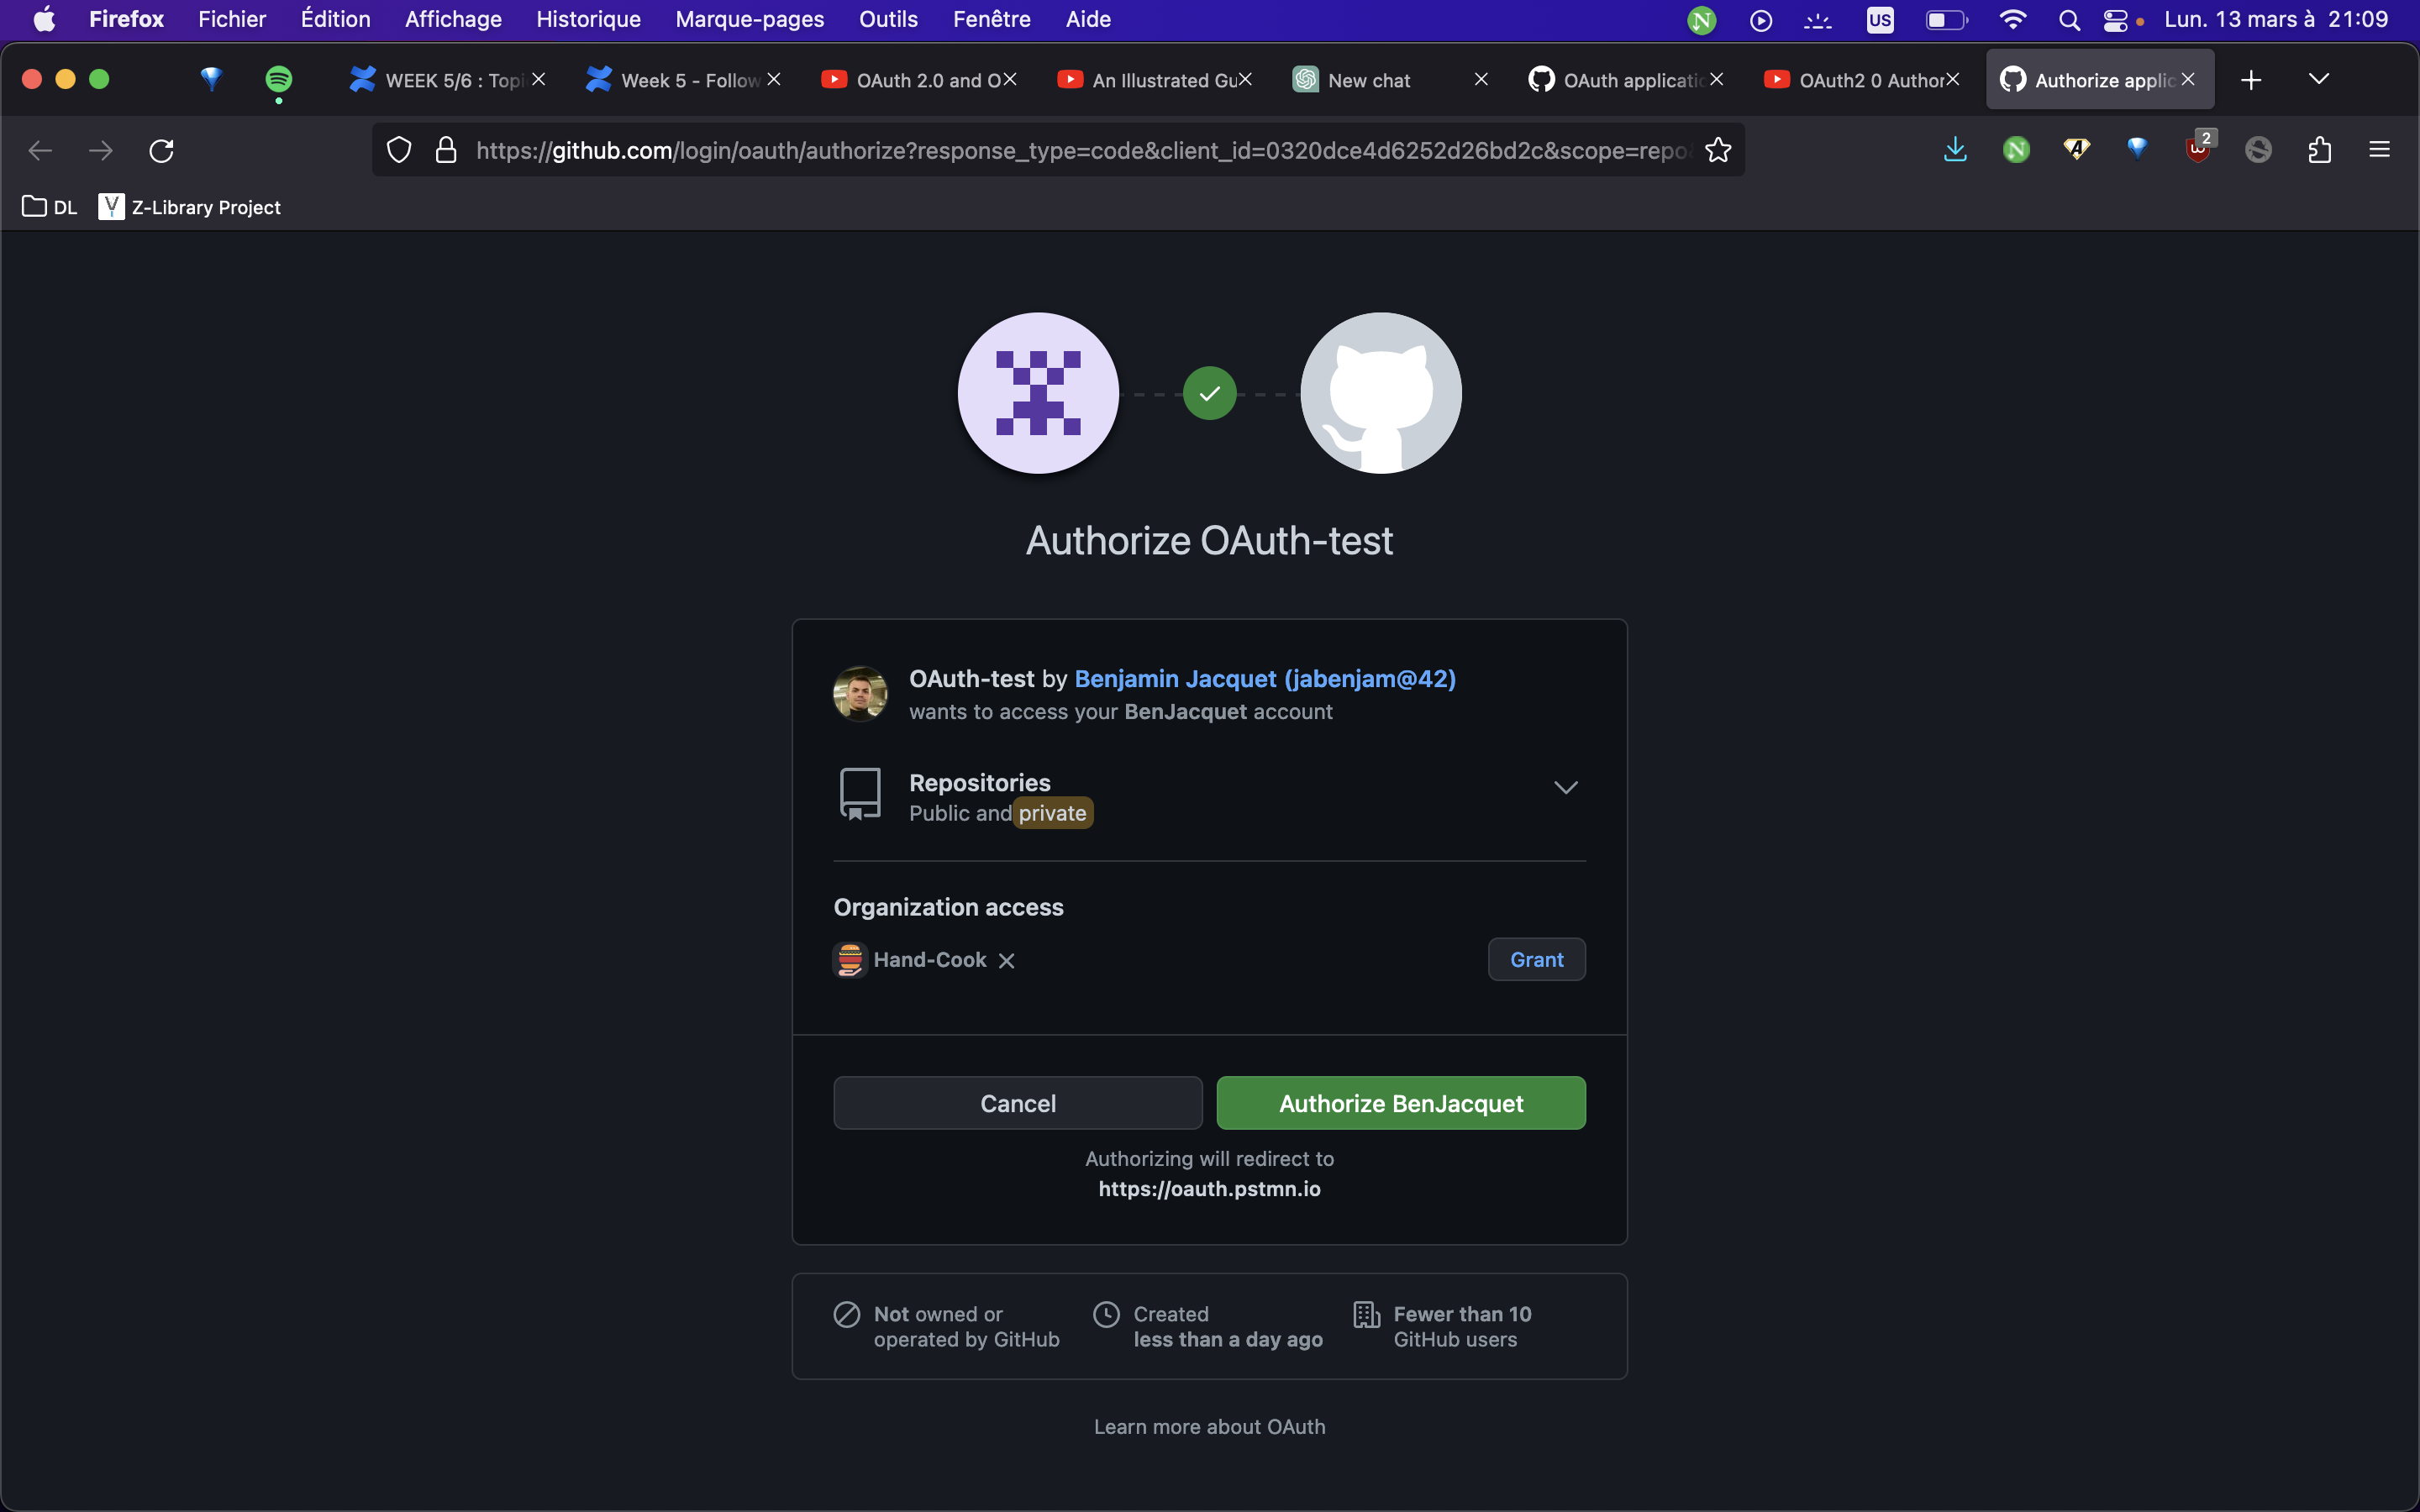 Firefox Fichier Édition Affichage Historique Marque-pages Outils Fenêtre Aide N US Lun. 13 mars à 21:09
WEEK 5/6 : Topi Week 5 - Follow OAuth 2.0 and O An Illustrated Gu New chat OAuth applicatio OAuth2 0 Author Authorize applic
https://github.com/login/oauth/authorize?response_type=code&client_id=0320dce4d6252d26bd2c&scope=repo N A 2
DL Z-Library Project
Authorize OAuth-test
OAuth-test by Benjamin Jacquet (jabenjam@42)
wants to access your BenJacquet account
Repositories
Public and private
Organization access
Hand-Cook Grant
Cancel Authorize BenJacquet
Authorizing will redirect to
https://oauth.pstmn.io
Not owned or operated by GitHub
Created less than a day ago
Fewer than 10 GitHub users
Learn more about OAuth